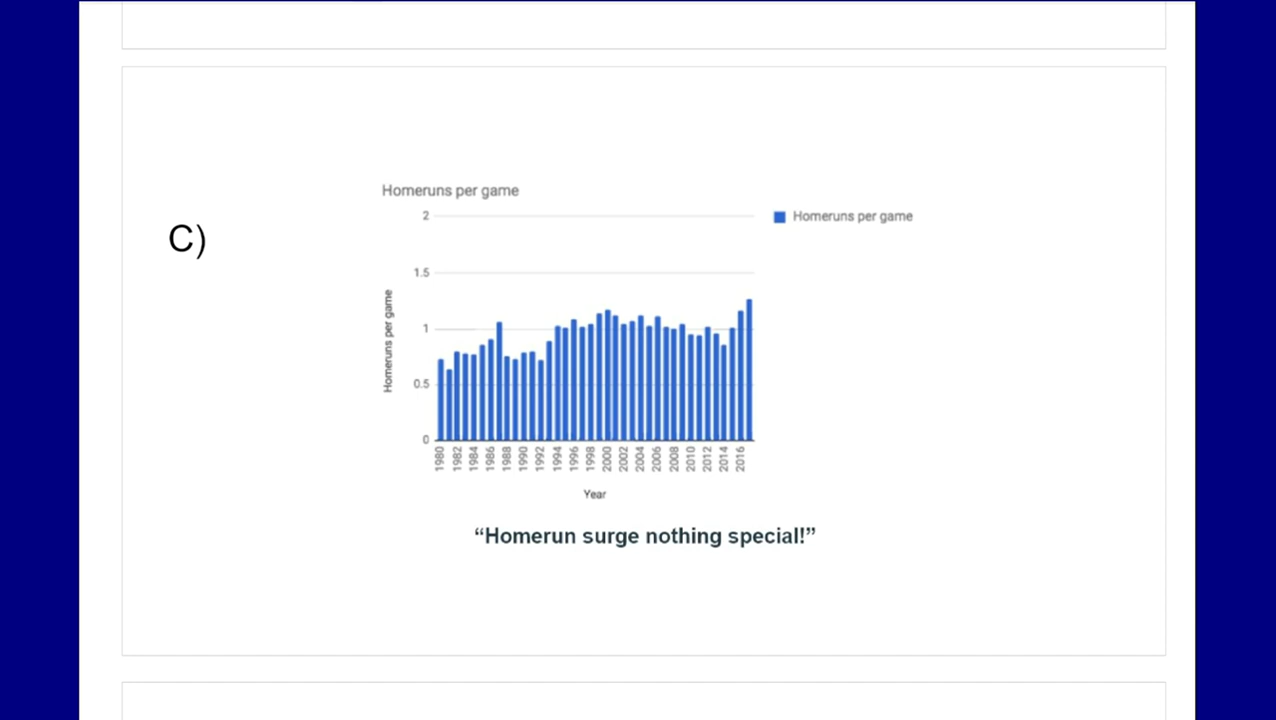 Homeruns per game
2
Homeruns per game
C)
1.5
Homeruns per game
1
0.5
0
1980 1982 1984 1986 1988 1990 1992 1994 1996 1998 2000 2002 2004 2006 2008 2010 2012 2014 2016
Year
“Homerun surge nothing special!”